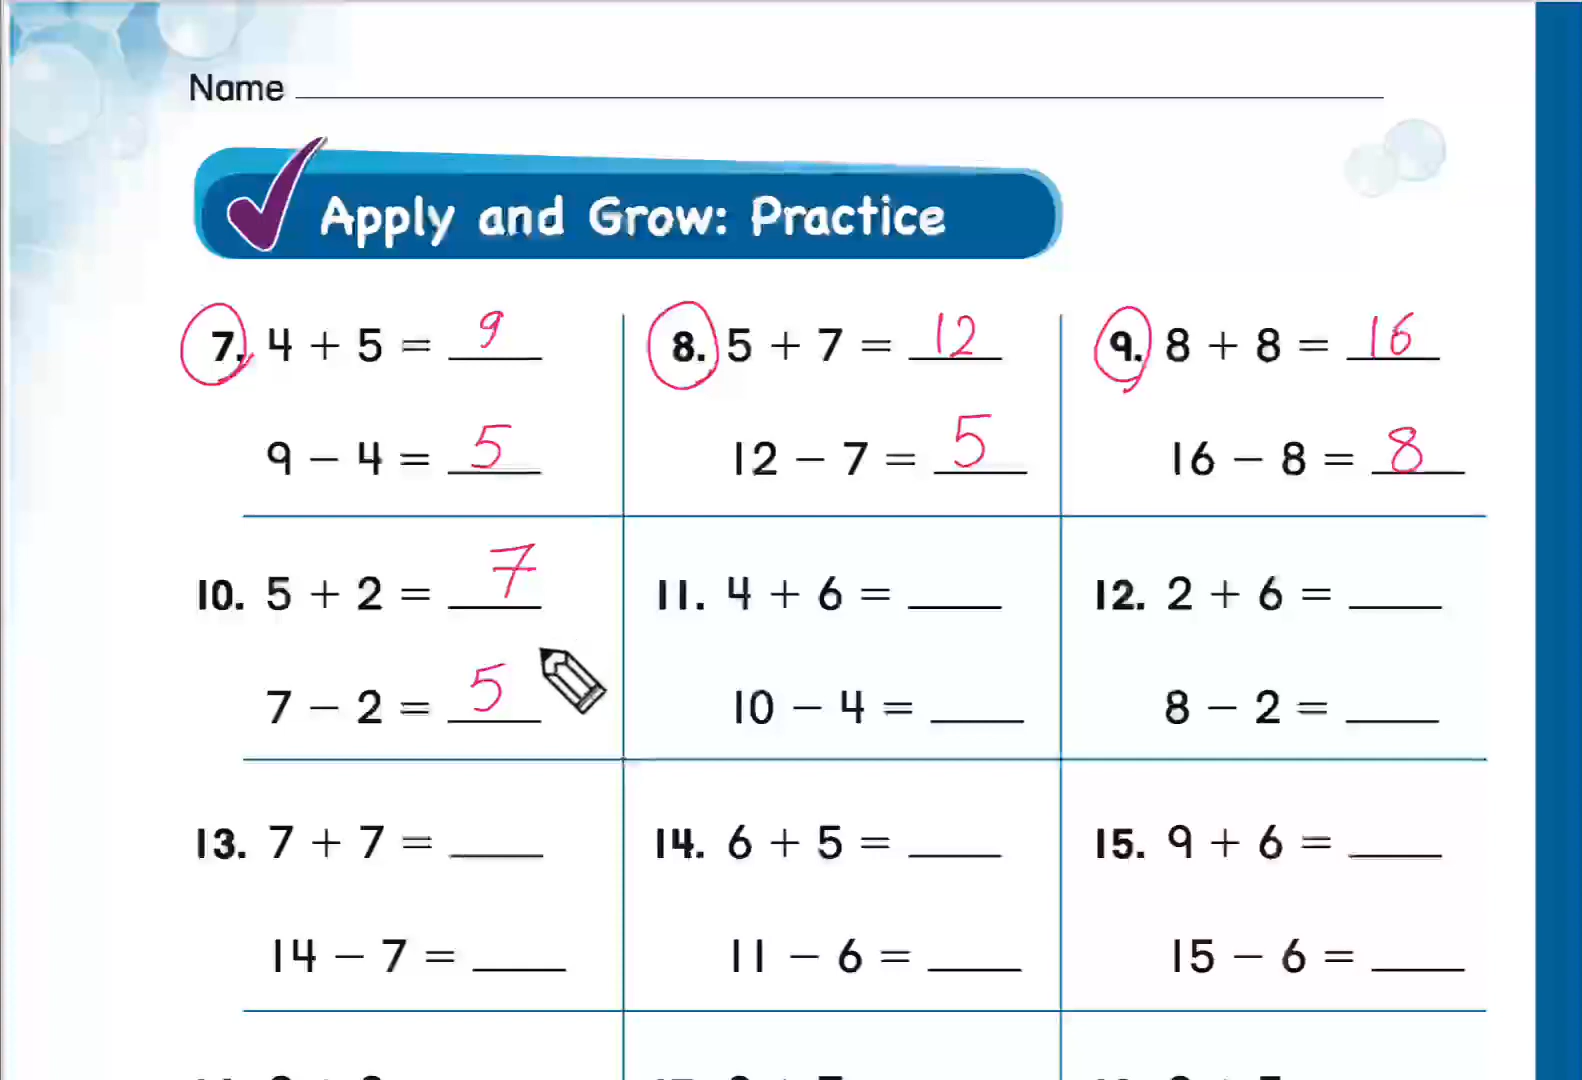 Name
Apply and Grow: Practice
7. 4 + 5 = 9
8. 5 + 7 = 12
9. 8 + 8 = 16
9 − 4 = 5
12 − 7 = 5
16 − 8 = 8
10. 5 + 2 = 7
11. 4 + 6 =
12. 2 + 6 =
7 − 2 = 5
10 − 4 =
8 − 2 =
13. 7 + 7 =
14. 6 + 5 =
15. 9 + 6 =
14 − 7 =
11 − 6 =
15 − 6 =